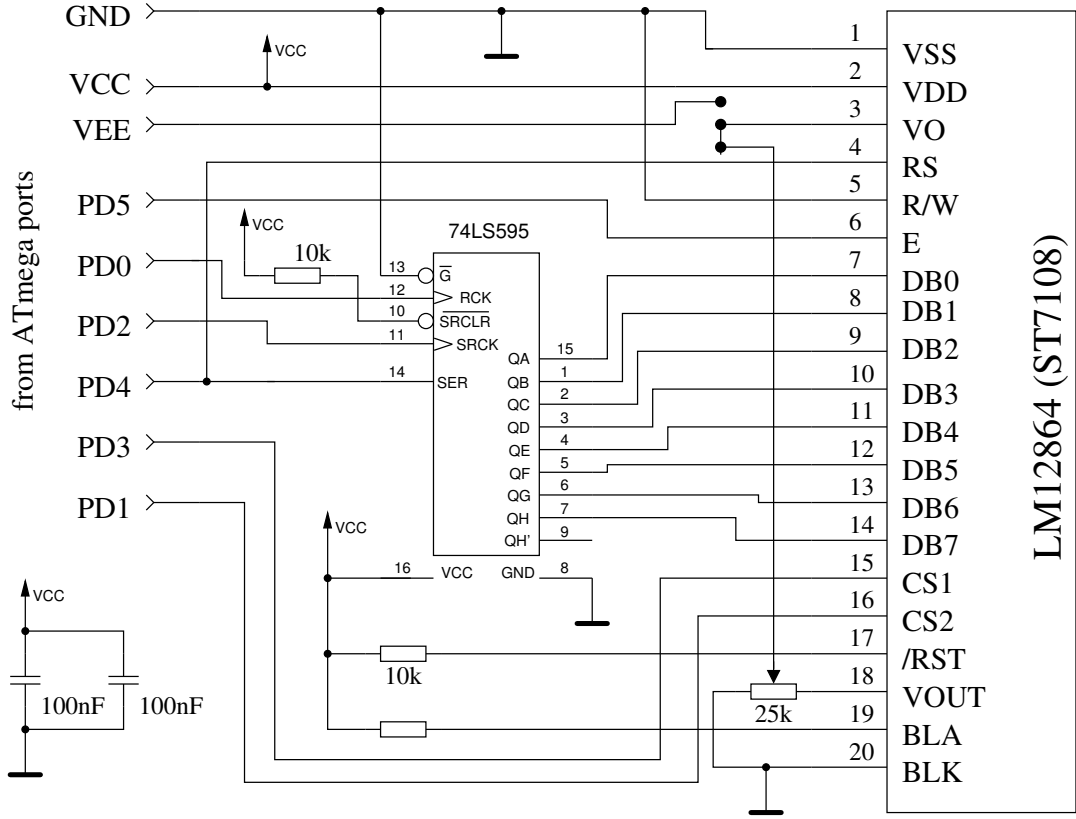 GND
VCC
VCC
VEE
from ATmega ports
PD5
PD0
PD2
PD4
PD3
PD1
VCC
10k
74LS595
13
G
12
RCK
10
SRCLR
11
SRCK
14
SER
QA
15
QB
1
QC
2
QD
3
QE
4
QF
5
QG
6
QH
7
QH'
9
16
VCC
GND
8
VCC
10k
25k
VCC
100nF
100nF
1
VSS
2
VDD
3
VO
4
RS
5
R/W
6
E
7
DB0
8
DB1
9
DB2
10
DB3
11
DB4
12
DB5
13
DB6
14
DB7
15
CS1
16
CS2
17
/RST
18
VOUT
19
BLA
20
BLK
LM12864 (ST7108)